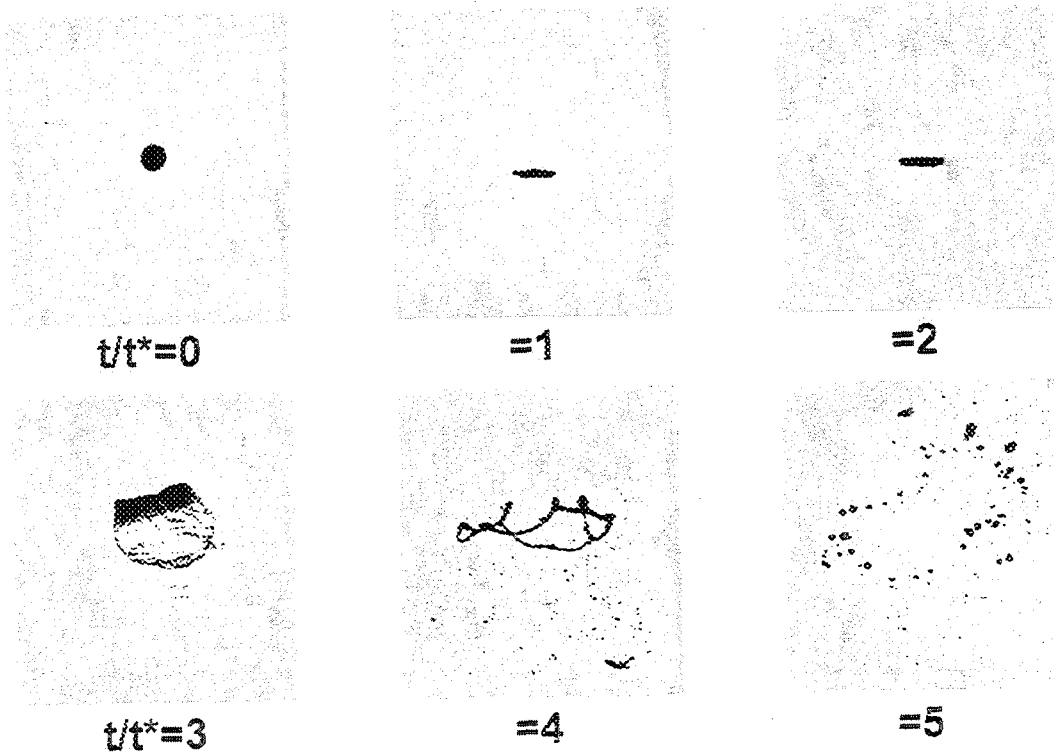 t/t*=0
=1
=2
t/t*=3
=4
=5